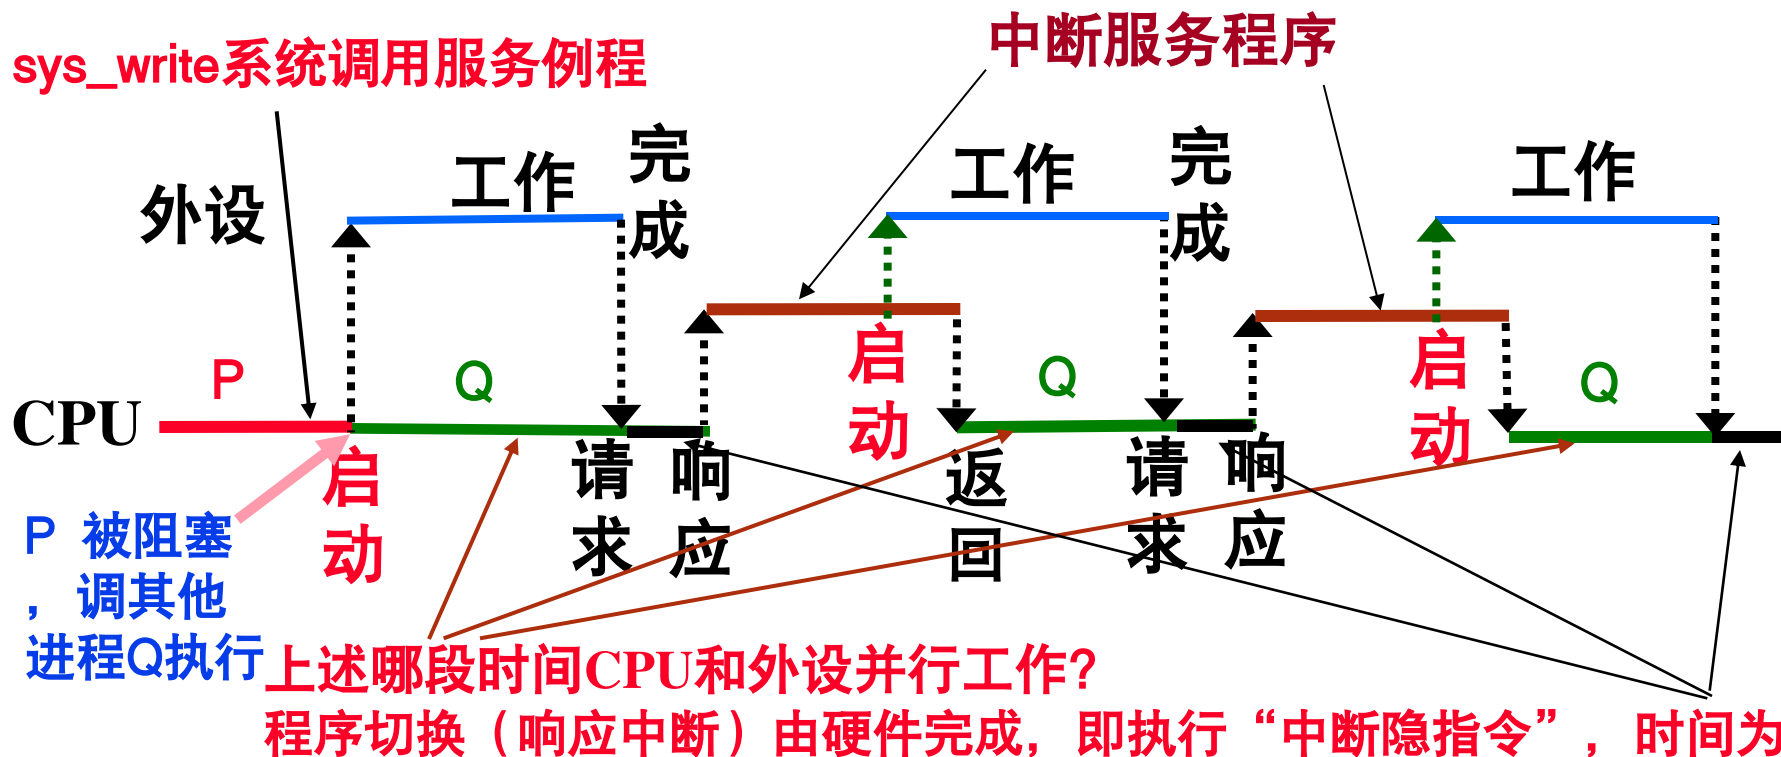 中断服务程序
sys_write系统调用服务例程
外设
工作
完成
工作
完成
工作
P
Q
启动
Q
启动
Q
CPU
启动
请求
响应
返回
请求
响应
P 被阻塞
，调其他
进程Q执行
上述哪段时间CPU和外设并行工作?
程序切换（响应中断）由硬件完成，即执行“中断隐指令”，时间为